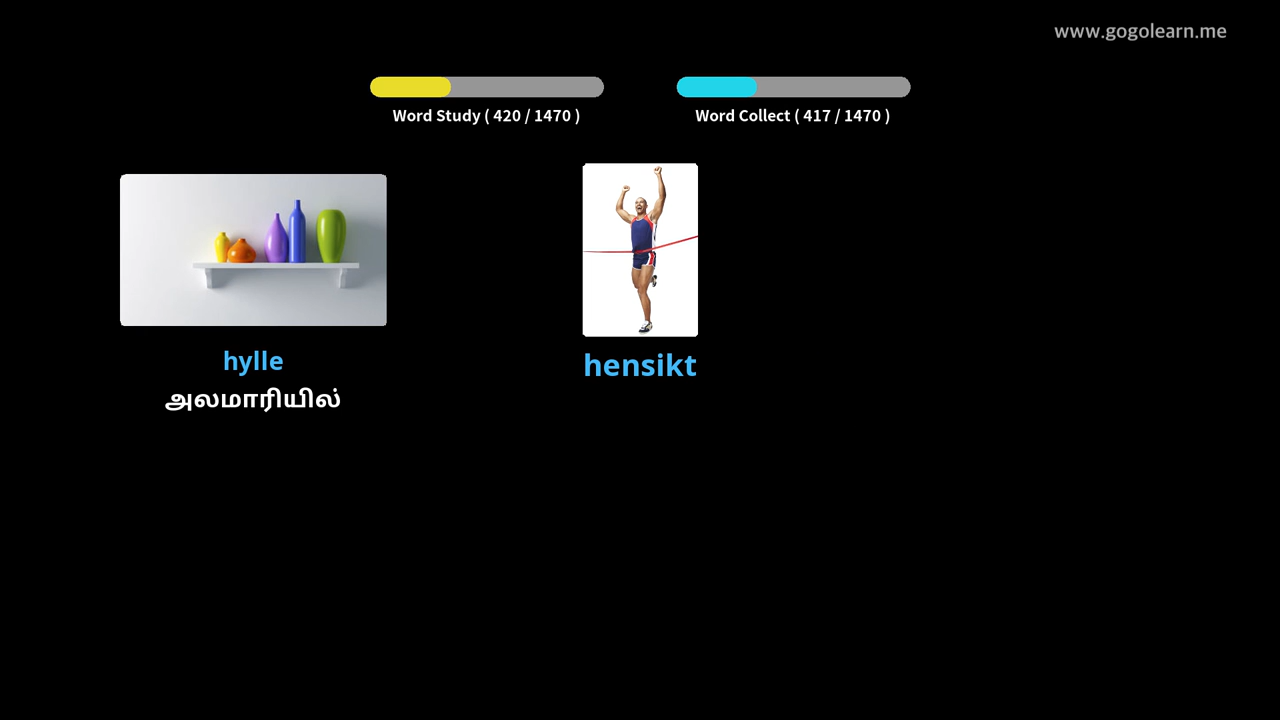 www.gogolearn.me
Word Study ( 420 / 1470 )
Word Collect ( 417 / 1470 )
hylle
அலமாரியில்
hensikt